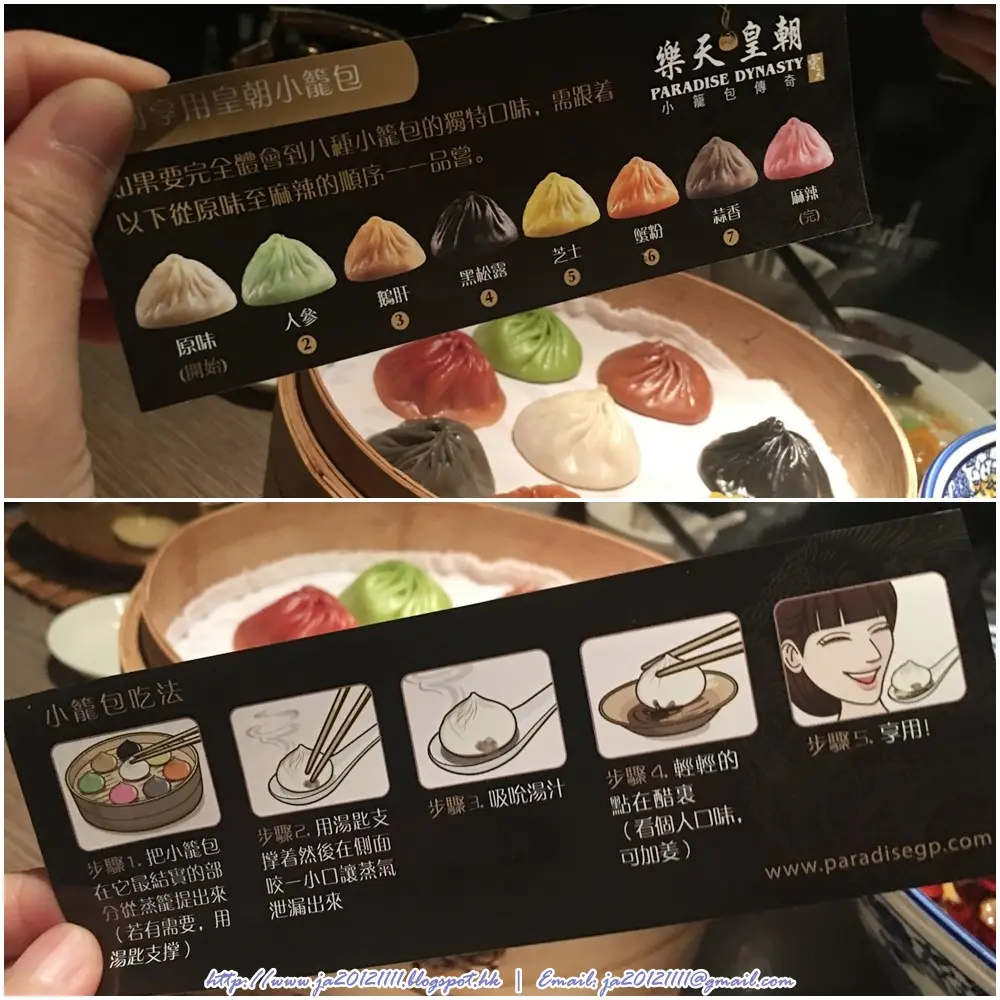 享用皇朝小籠包
樂天皇朝
PARADISE DYNASTY
小籠包傳奇
如果要完全體會到八種小籠包的獨特口味，需跟着
以下從原味至麻辣的順序一一品嘗。
原味
(開始)
人參
2
鵝肝
3
黑松露
4
芝士
5
蟹粉
6
蒜香
7
麻辣
(完)
小籠包吃法
步驟1. 把小籠包
在它最結實的部
分從蒸籠提出來
（若有需要，用
湯匙支撐）
步驟2. 用湯匙支
撐着然後在側面
咬一小口讓蒸氣
泄漏出來
步驟3. 吸吮湯汁
步驟4. 輕輕的
點在醋裏
（看個人口味，
可加姜）
步驟5. 享用!
www.paradisegp.com
http://www.ja20121111.blogspot.hk | Email: ja20121111@gmail.com